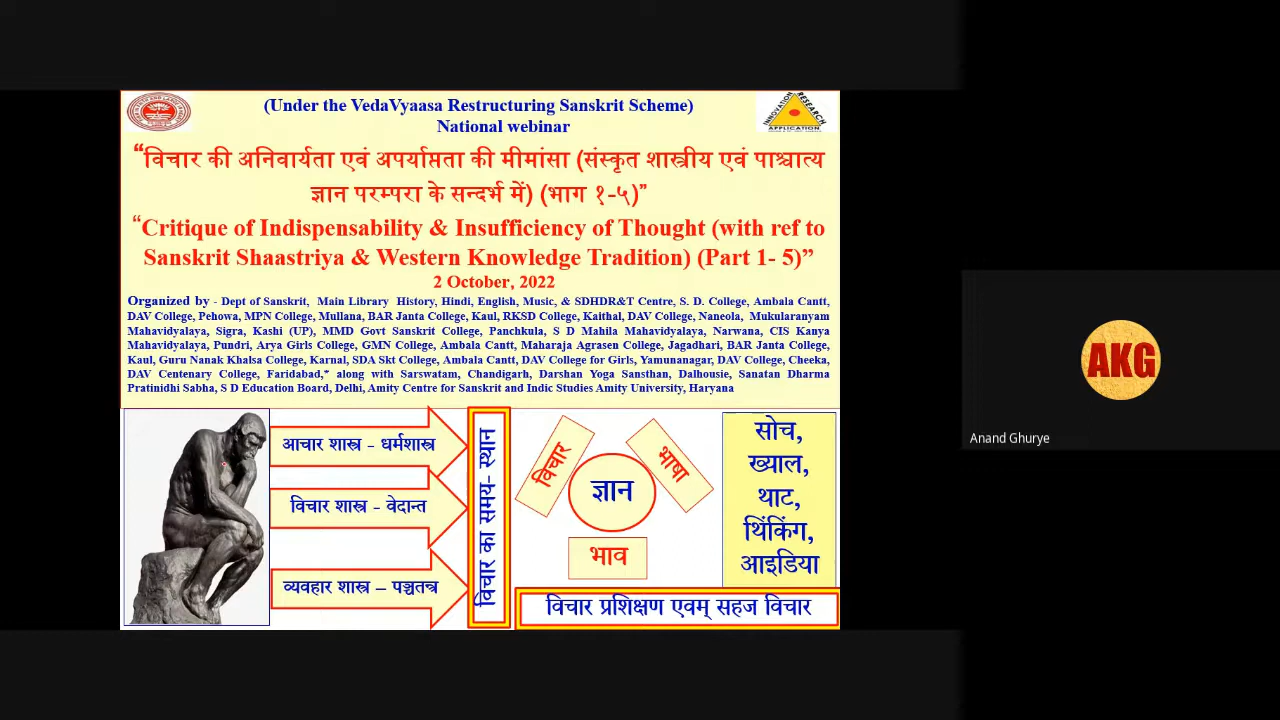 (Under the VedaVyaasa Restructuring Sanskrit Scheme)
National webinar
INNOVATION RESEARCH
APPLICATION
“विचार की अनिवार्यता एवं अपर्याप्तता की मीमांसा (संस्कृत शास्त्रीय एवं पाश्चात्य
ज्ञान परम्परा के सन्दर्भ में) (भाग १-५)”
“Critique of Indispensability & Insufficiency of Thought (with ref to
Sanskrit Shaastriya & Western Knowledge Tradition) (Part 1- 5)”
2 October, 2022
Organized by - Dept of Sanskrit, Main Library History, Hindi, English, Music, & SDHDR&T Centre, S. D. College, Ambala Cantt,
DAV College, Pehowa, MPN College, Mullana, BAR Janta College, Kaul, RKSD College, Kaithal, DAV College, Naneola, Mukularanyam
Mahavidyalaya, Sigra, Kashi (UP), MMD Govt Sanskrit College, Panchkula, S D Mahila Mahavidyalaya, Narwana, CIS Kanya
Mahavidyalaya, Pundri, Arya Girls College, GMN College, Ambala Cantt, Maharaja Agrasen College, Jagadhari, BAR Janta College,
Kaul, Guru Nanak Khalsa College, Karnal, SDA Skt College, Ambala Cantt, DAV College for Girls, Yamunanagar, DAV College, Cheeka,
DAV Centenary College, Faridabad,* along with Sarswatam, Chandigarh, Darshan Yoga Sansthan, Dalhousie, Sanatan Dharma
Pratinidhi Sabha, S D Education Board, Delhi, Amity Centre for Sanskrit and Indic Studies Amity University, Haryana
आचार शास्त्र - धर्मशास्त्र
विचार शास्त्र - वेदान्त
व्यवहार शास्त्र – पञ्चतन्त्र
विचार का समय- स्थान
विचार
भाषा
ज्ञान
भाव
सोच,
ख्याल,
थाट,
थिंकिंग,
आइडिया
विचार प्रशिक्षण एवम् सहज विचार
AKG
Anand Ghurye